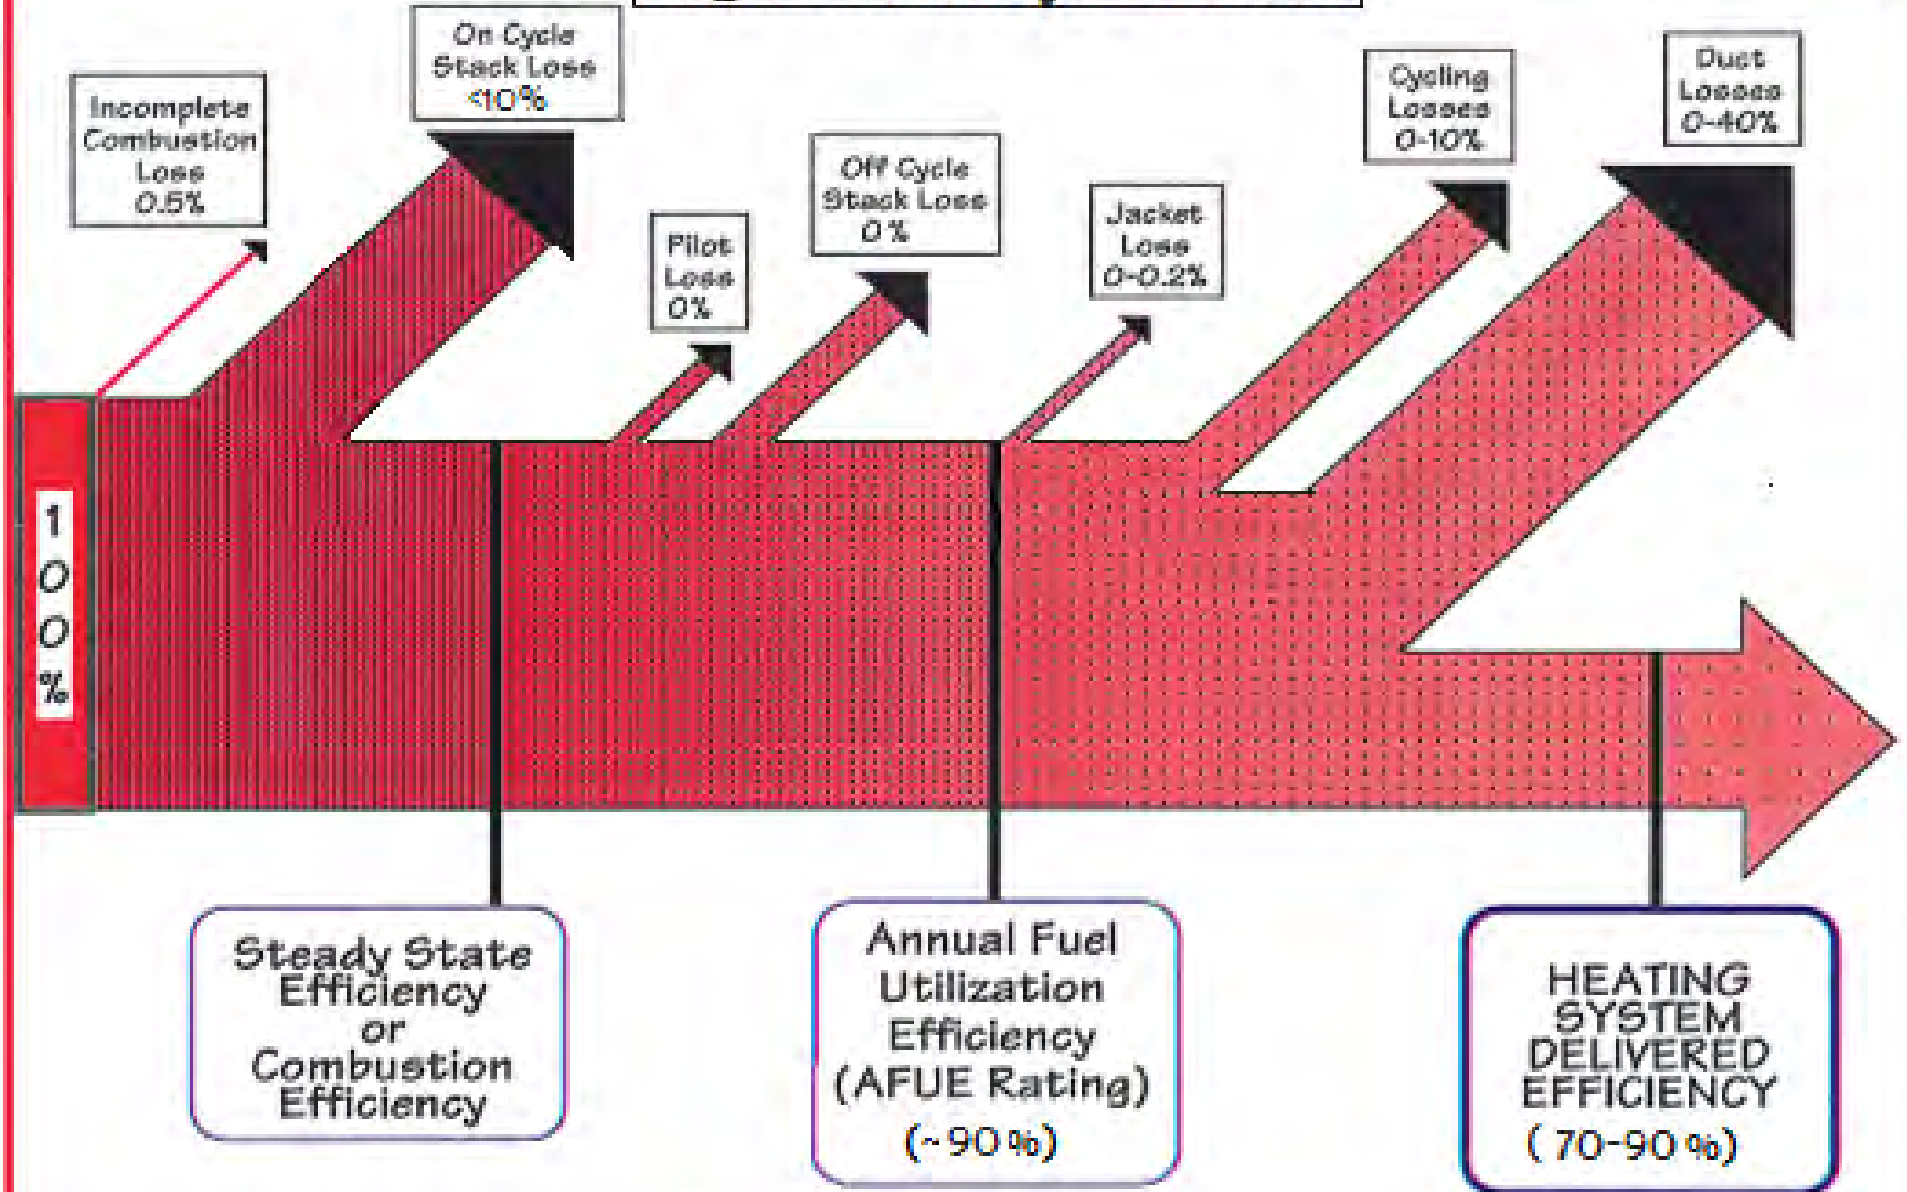 Incomplete
Combustion
Loss
0.5%
On Cycle
Stack Loss
<10%
Pilot
Loss
0%
Off Cycle
Stack Loss
0%
Jacket
Loss
0-0.2%
Cycling
Losses
0-10%
Duct
Losses
0-40%
1
0
0
%
Steady State
Efficiency
or
Combustion
Efficiency
Annual Fuel
Utilization
Efficiency
(AFUE Rating)
(~90%)
HEATING
SYSTEM
DELIVERED
EFFICIENCY
(70-90%)